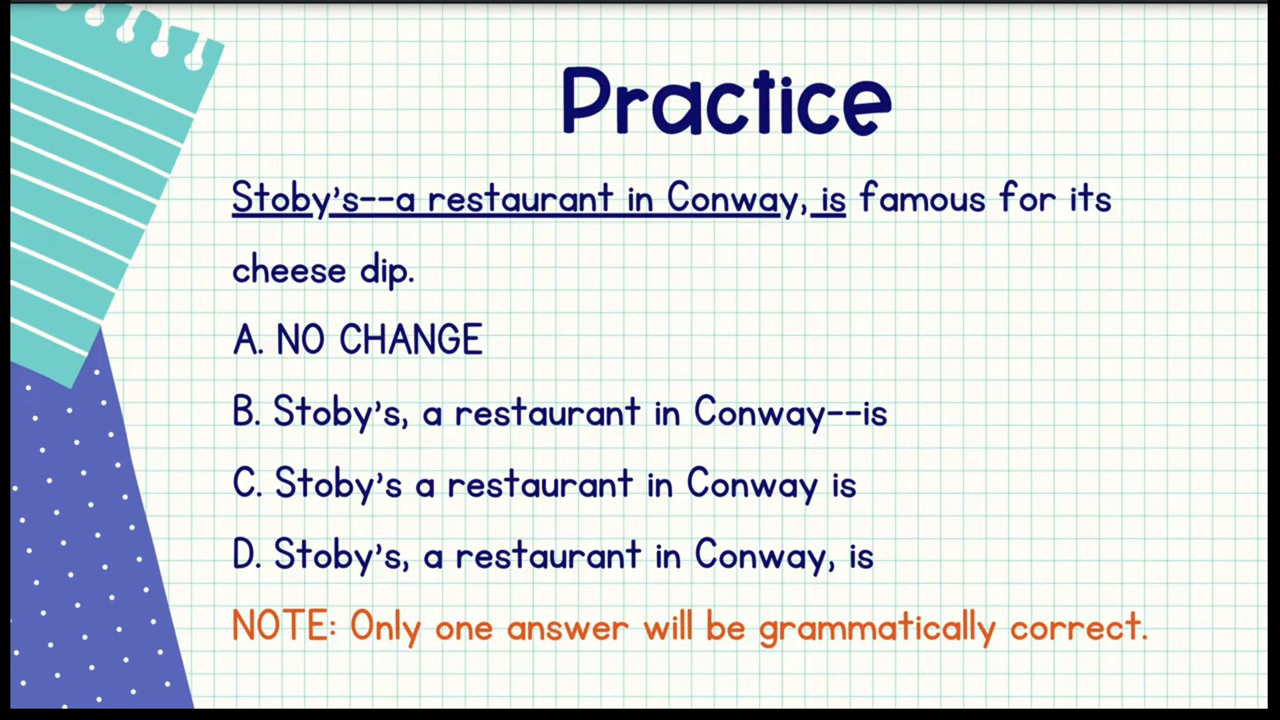 Practice
Stoby's--a restaurant in Conway, is famous for its
cheese dip.
A. NO CHANGE
B. Stoby's, a restaurant in Conway--is
C. Stoby's a restaurant in Conway is
D. Stoby's, a restaurant in Conway, is
NOTE: Only one answer will be grammatically correct.